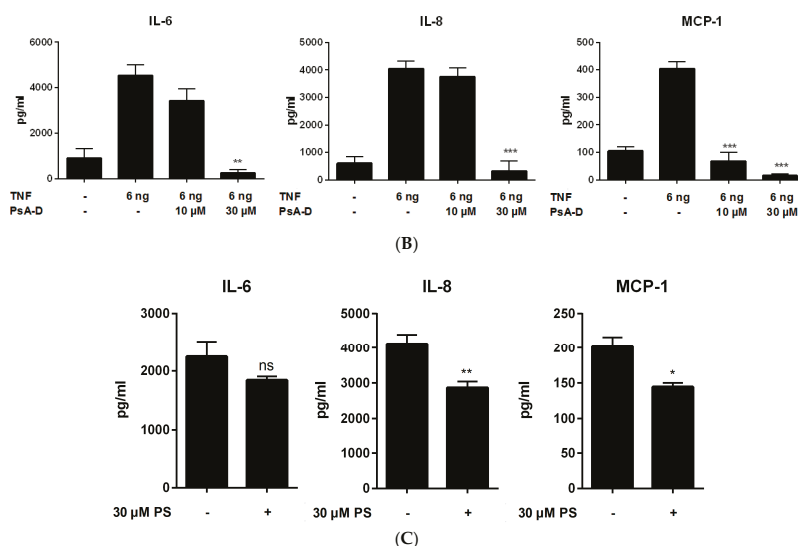 IL-6 IL-8 MCP-1
6000 5000 500
4000 400
4000 3000 300
pg/ml pg/ml pg/ml
2000 2000 200
1000 100
0 0 0
** *** *** ***
TNF - 6 ng 6 ng 6 ng TNF - 6 ng 6 ng 6 ng TNF - 6 ng 6 ng 6 ng
PsA-D - - 10 µM 30 µM PsA-D - - 10 µM 30 µM PsA-D - - 10 µM 30 µM
(B)
IL-6 IL-8 MCP-1
3000 5000 250
4000 200
2000 3000 150
pg/ml pg/ml pg/ml
ns ** *
1000 2000 100
1000 50
0 0 0
30 µM PS - + 30 µM PS - + 30 µM PS - +
(C)